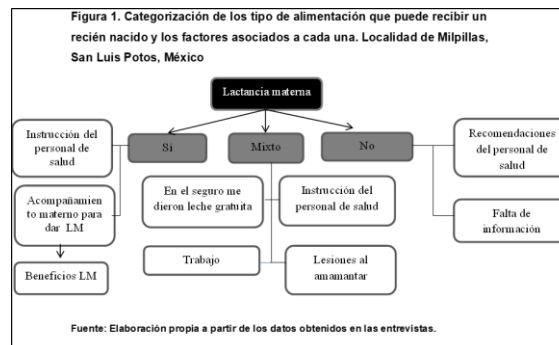 Figura 1. Categorización de los tipo de alimentación que puede recibir un
recién nacido y los factores asociados a cada una. Localidad de Milpillas,
San Luis Potos, México
Lactancia materna
Instrucción del
personal de salud
Si
Mixto
No
Recomendaciones
del personal de
salud
Acompañamien
to materno para
dar LM
En el seguro me
dieron leche gratuita
Instrucción del
personal de salud
Falta de
información
Beneficios LM
Trabajo
Lesiones al
amamantar
Fuente: Elaboración propia a partir de los datos obtenidos en las entrevistas.